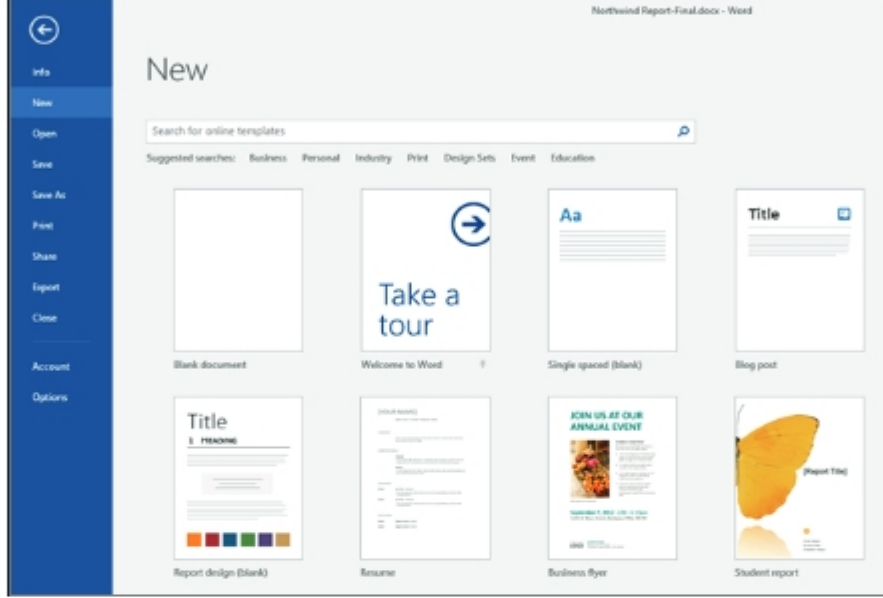 Northwind Report-Final.docx - Word
Info
New
Open
Save
Save As
Print
Share
Export
Close
Account
Options
New
Search for online templates
Suggested searches: Business Personal Industry Print Design Sets Event Education
Take a
tour
Aa
Title
Blank document
Welcome to Word
Single spaced (blank)
Blog post
Title
1 HEADING
[YOUR NAME]
JOIN US AT OUR
ANNUAL EVENT
[Report Title]
Report design (blank)
Resume
Business flyer
Student report